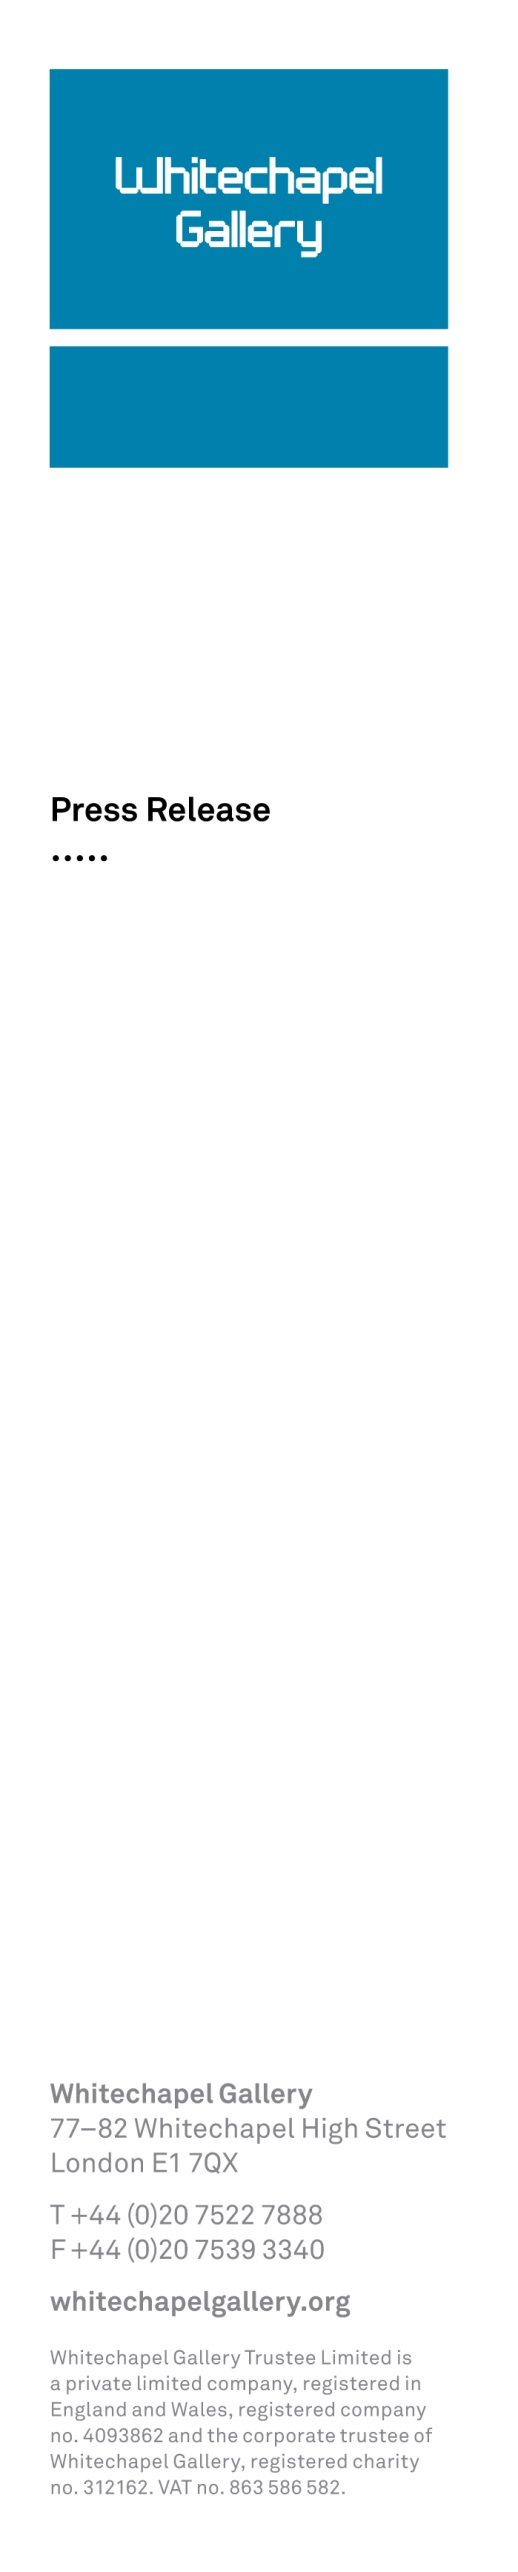 Whitechapel
Gallery
Press Release
•••••
Whitechapel Gallery
77–82 Whitechapel High Street
London E1 7QX
T +44 (0)20 7522 7888
F +44 (0)20 7539 3340
whitechapelgallery.org
Whitechapel Gallery Trustee Limited is
a private limited company, registered in
England and Wales, registered company
no. 4093862 and the corporate trustee of
Whitechapel Gallery, registered charity
no. 312162. VAT no. 863 586 582.